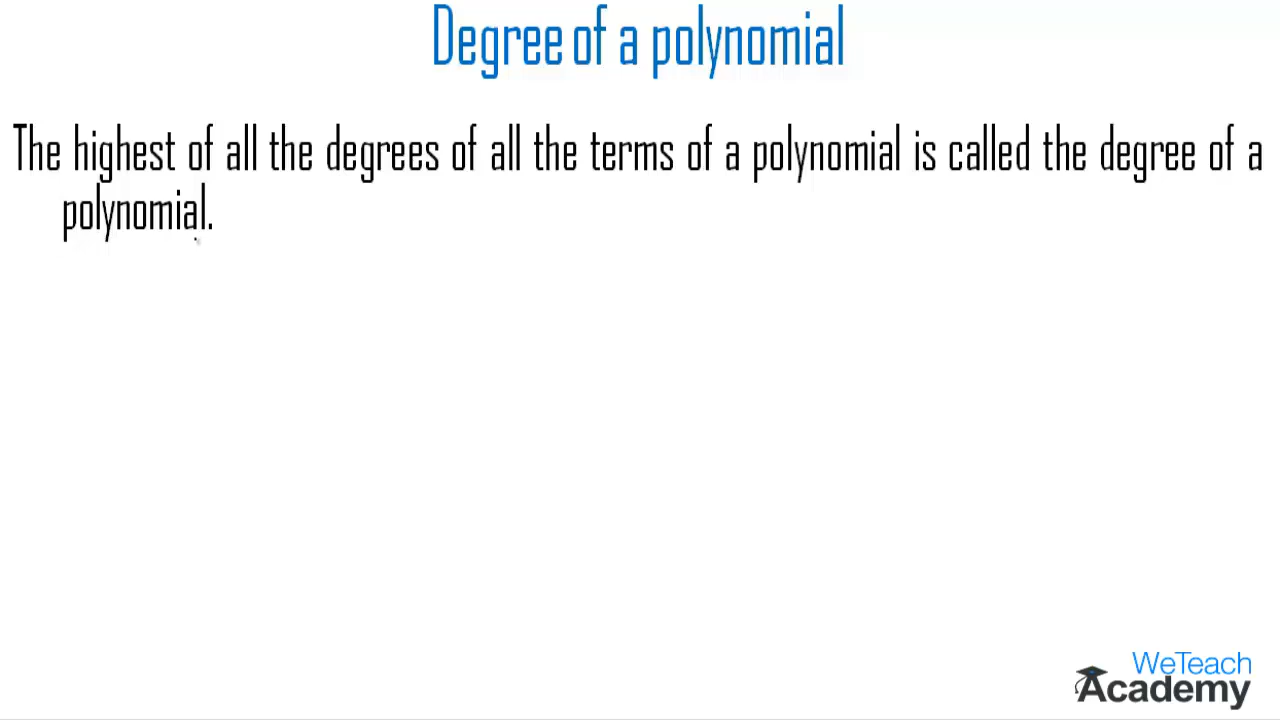 Degree of a polynomial
The highest of all the degrees of all the terms of a polynomial is called the degree of a
polynomial.
WeTeach
Academy